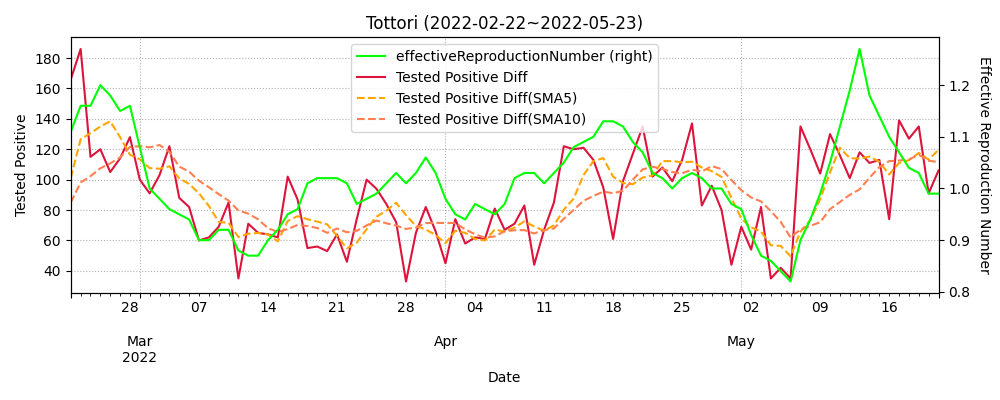 Tottori (2022-02-22~2022-05-23)
effectiveReproductionNumber (right)
Tested Positive Diff
Tested Positive Diff(SMA5)
Tested Positive Diff(SMA10)
Tested Positive
180
160
140
120
100
80
60
40
1.2
1.1
1.0
0.9
0.8
Effective Reproduction Number
28 07 14 21 28 04 11 18 25 02 09 16
Mar Apr May
2022
Date